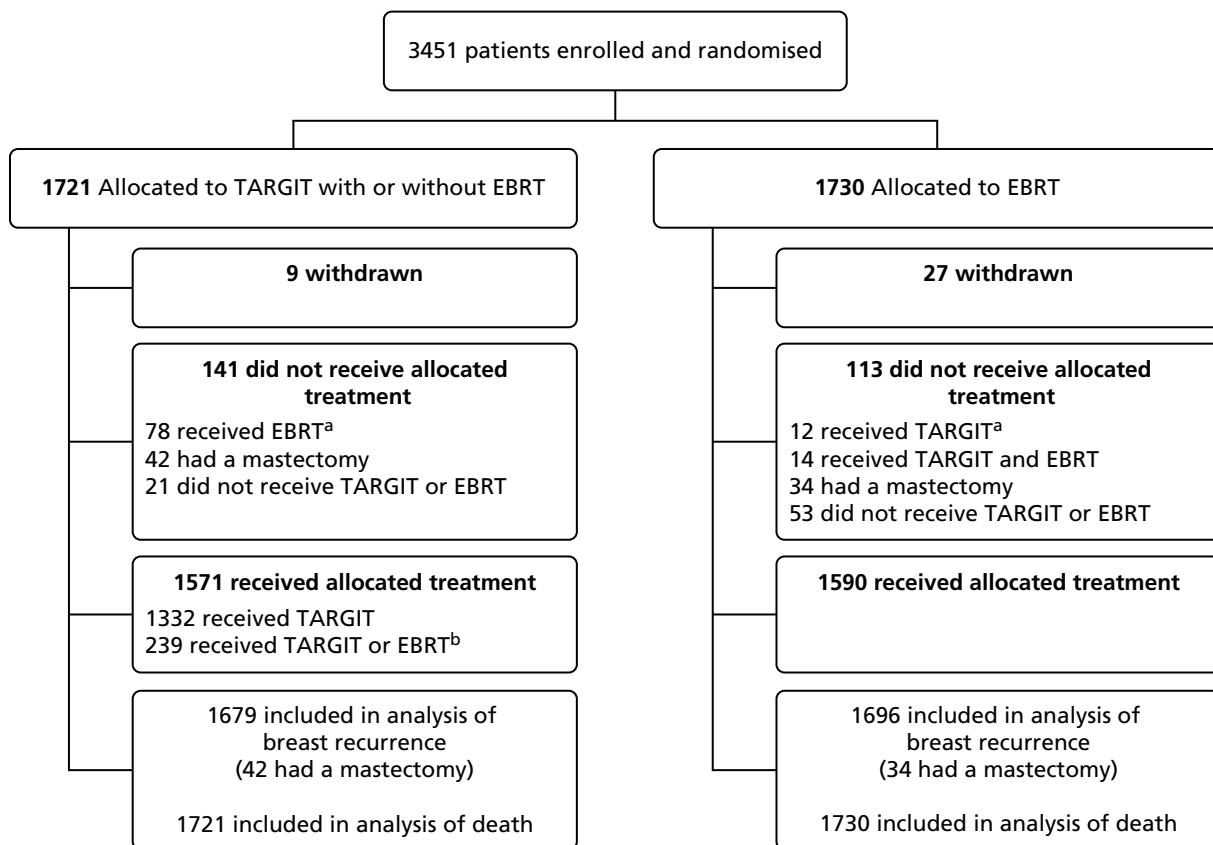 3451 patients enrolled and randomised
1721 Allocated to TARGIT with or without EBRT
9 withdrawn
141 did not receive allocated
treatment
78 received EBRTᵃ
42 had a mastectomy
21 did not receive TARGIT or EBRT
1571 received allocated treatment
1332 received TARGIT
239 received TARGIT or EBRTᵇ
1679 included in analysis of
breast recurrence
(42 had a mastectomy)
1721 included in analysis of death
1730 Allocated to EBRT
27 withdrawn
113 did not receive allocated
treatment
12 received TARGITᵃ
14 received TARGIT and EBRT
34 had a mastectomy
53 did not receive TARGIT or EBRT
1590 received allocated treatment
1696 included in analysis of
breast recurrence
(34 had a mastectomy)
1730 included in analysis of death